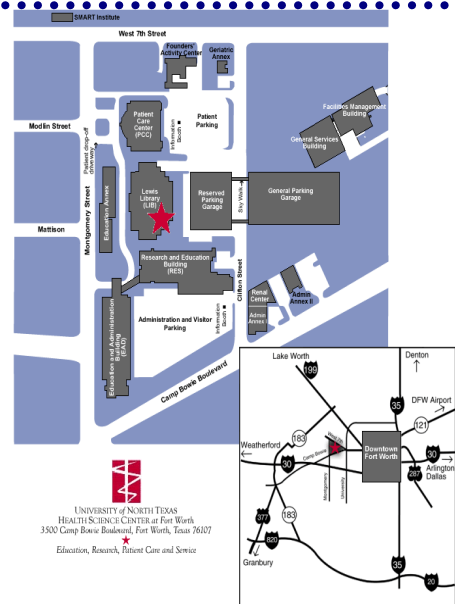 SMART Institute
West 7th Street
Founders'
Activity Center
Geriatric
Annex
Facilities Management
Building
General Services
Building
Patient
Care
Center
(PCC)
Information
Booth
Patient
Parking
Modlin Street
Patient drop-off
driveway
Montgomery Street
Education Annex
Lewis
Library
(LIB)
Reserved
Parking
Garage
Sky Walk
General Parking
Garage
Mattison
Research and Education
Building
(RES)
Clifton Street
Renal
Center
Admin
Annex II
Admin
Annex I
Education and Administration
Building
(EAD)
Administration and Visitor
Parking
Information
Booth
Camp Bowie Boulevard
Lake Worth
Denton
199
35
DFW Airport
121
183
West 7th
Weatherford
Camp Bowie
Downtown
Fort Worth
30
30
Arlington
Dallas
287
Montgomery
University
377
183
820
Granbury
35
20
UNIVERSITY of NORTH TEXAS
HEALTH SCIENCE CENTER at Fort Worth
3500 Camp Bowie Boulevard, Fort Worth, Texas 76107
Education, Research, Patient Care and Service